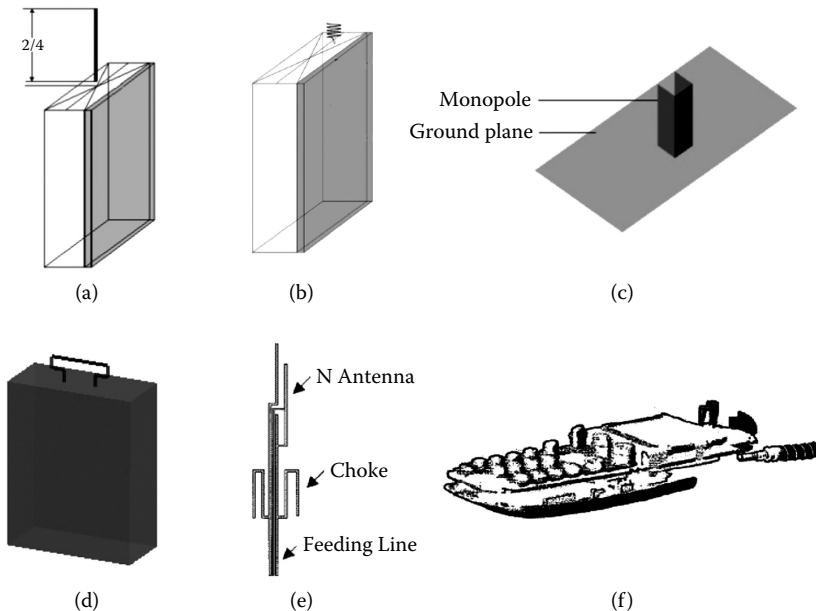 2/4
(a)
(b)
Monopole
Ground plane
(c)
(d)
N Antenna
Choke
Feeding Line
(e)
(f)